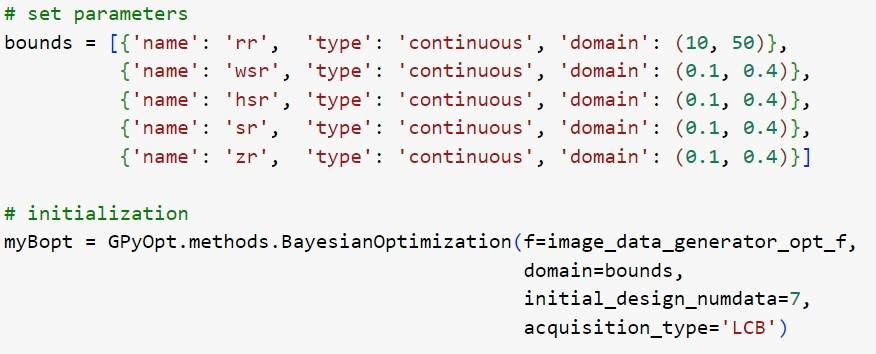 # set parameters
bounds = [{'name': 'rr',  'type': 'continuous', 'domain': (10, 50)},
          {'name': 'wsr', 'type': 'continuous', 'domain': (0.1, 0.4)},
          {'name': 'hsr', 'type': 'continuous', 'domain': (0.1, 0.4)},
          {'name': 'sr',  'type': 'continuous', 'domain': (0.1, 0.4)},
          {'name': 'zr',  'type': 'continuous', 'domain': (0.1, 0.4)}]
# initialization
myBopt = GPyOpt.methods.BayesianOptimization(f=image_data_generator_opt_f,
                                             domain=bounds,
                                             initial_design_numdata=7,
                                             acquisition_type='LCB')